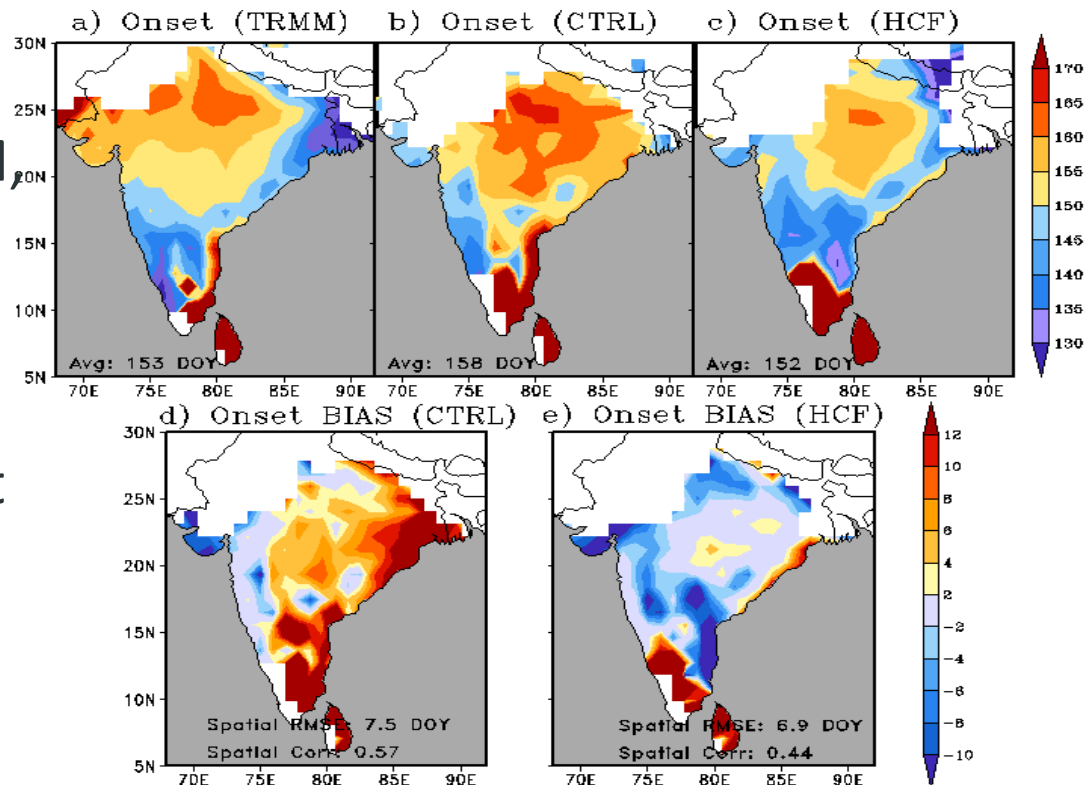 a) Onset (TRMM) b) Onset (CTRL) c) Onset (HCF)
30N
25N
20N
15N
10N
5N
Avg: 153 DOY
Avg: 158 DOY
Avg: 152 DOY
70E 75E 80E 85E 90E 70E 75E 80E 85E 90E 70E 75E 80E 85E 90E
170
165
160
155
150
145
140
135
130
d) Onset BIAS (CTRL) e) Onset BIAS (HCF)
30N
25N
20N
15N
10N
5N
Spatial RMSE: 7.5 DOY
Spatial Corr: 0.57
Spatial RMSE: 6.9 DOY
Spatial Corr: 0.44
70E 75E 80E 85E 90E 70E 75E 80E 85E 90E
12
10
8
6
4
2
-2
-4
-6
-8
-10
l,
t